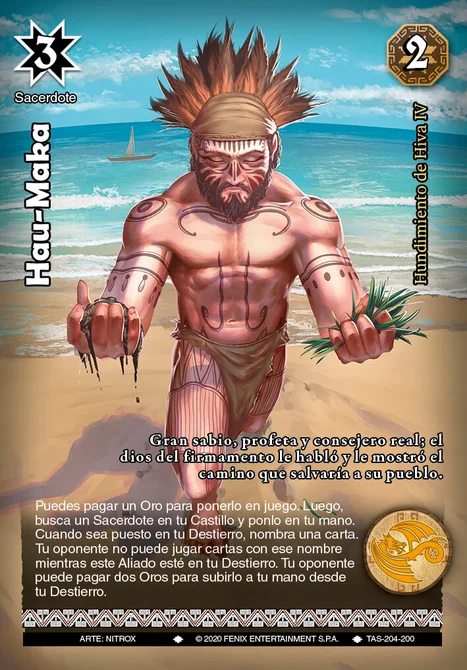 3
2
Sacerdote
Hau-Maka
Hundimiento de Hiva IV
Gran sabio, profeta y consejero real; el
dios del firmamento le habló y le mostró el
camino que salvaría a su pueblo.
Puedes pagar un Oro para ponerlo en juego. Luego,
busca un Sacerdote en tu Castillo y ponlo en tu mano.
Cuando sea puesto en tu Destierro, nombra una carta.
Tu oponente no puede jugar cartas con ese nombre
mientras este Aliado esté en tu Destierro. Tu oponente
puede pagar dos Oros para subirlo a tu mano desde
tu Destierro.
ARTE: NITROX © 2020 FENIX ENTERTAINMENT S.P.A. TAS-204-200